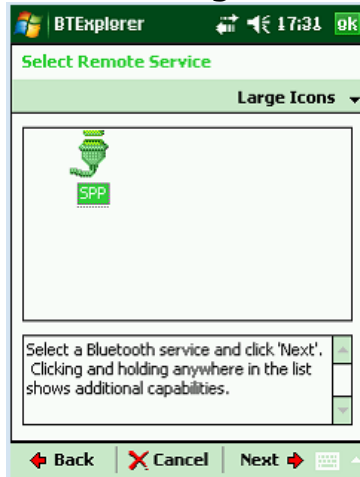 BTExplorer 17:31 ok
Select Remote Service
Large Icons
SPP
Select a Bluetooth service and click 'Next'.
Clicking and holding anywhere in the list
shows additional capabilities.
Back Cancel Next